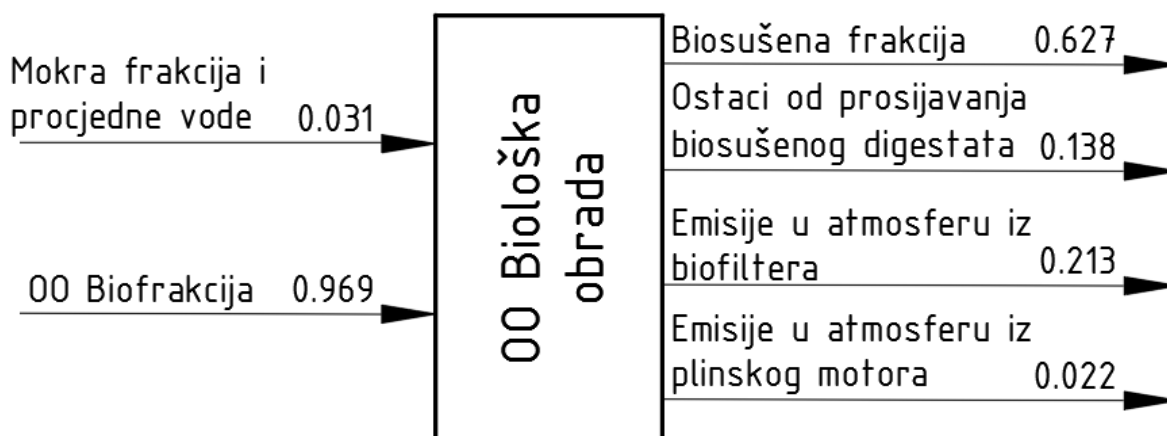 Mokra frakcija i
procjedne vode 0.031
OO Biofrakcija 0.969
OO Biološka
obrada
Biosušena frakcija 0.627
Ostaci od prosijavanja
biosušenog digestata 0.138
Emisije u atmosferu iz
biofiltera 0.213
Emisije u atmosferu iz
plinskog motora 0.022